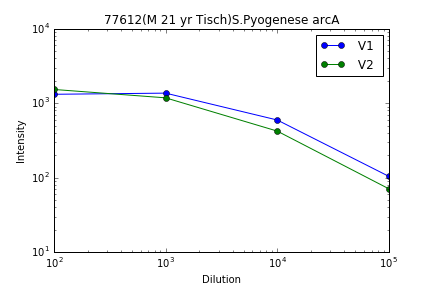 77612(M 21 yr Tisch)S.Pyogenese arcA
V1
V2
10^4
10^3
10^2
10^1
Intensity
10^2 10^3 10^4 10^5
Dilution